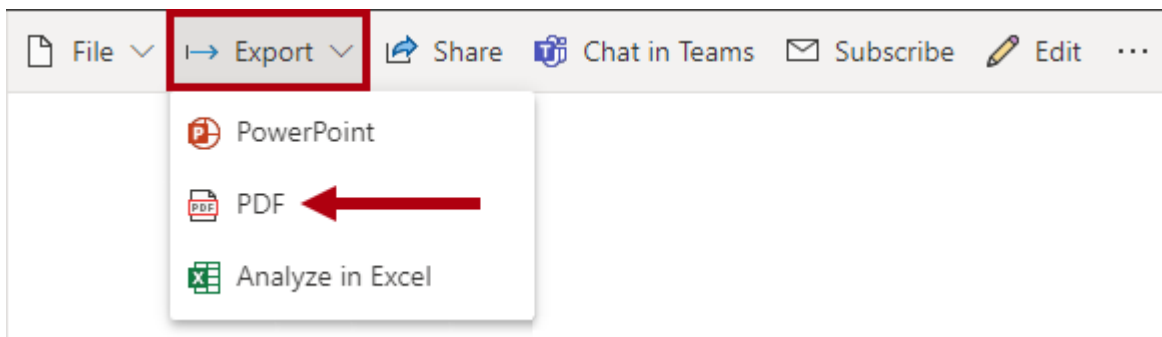 File Export Share Chat in Teams Subscribe Edit ...
PowerPoint
PDF
Analyze in Excel